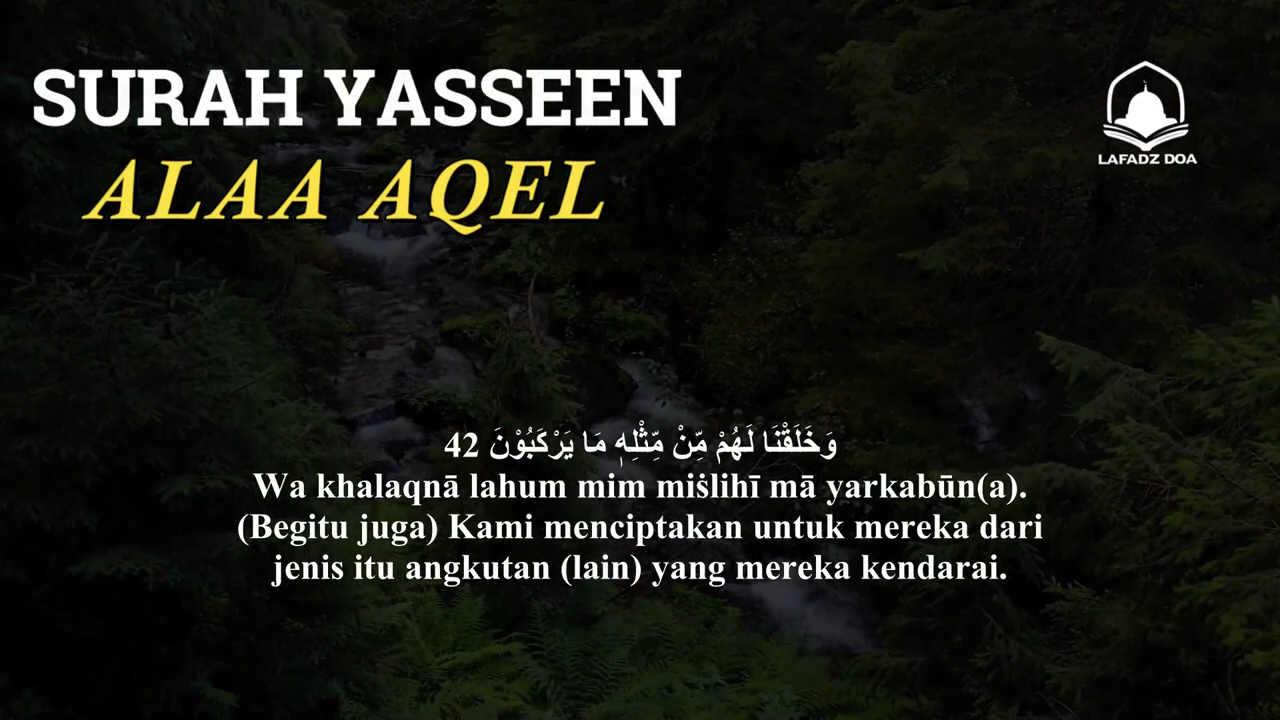 SURAH YASSEEN
ALAA AQEL
LAFADZ DOA
وَخَلَقْنَا لَهُمْ مِّنْ مِّثْلِهٖ مَا يَرْكَبُوْنَ 42
Wa khalaqnā lahum mim miṡlihī mā yarkabūn(a).
(Begitu juga) Kami menciptakan untuk mereka dari
jenis itu angkutan (lain) yang mereka kendarai.